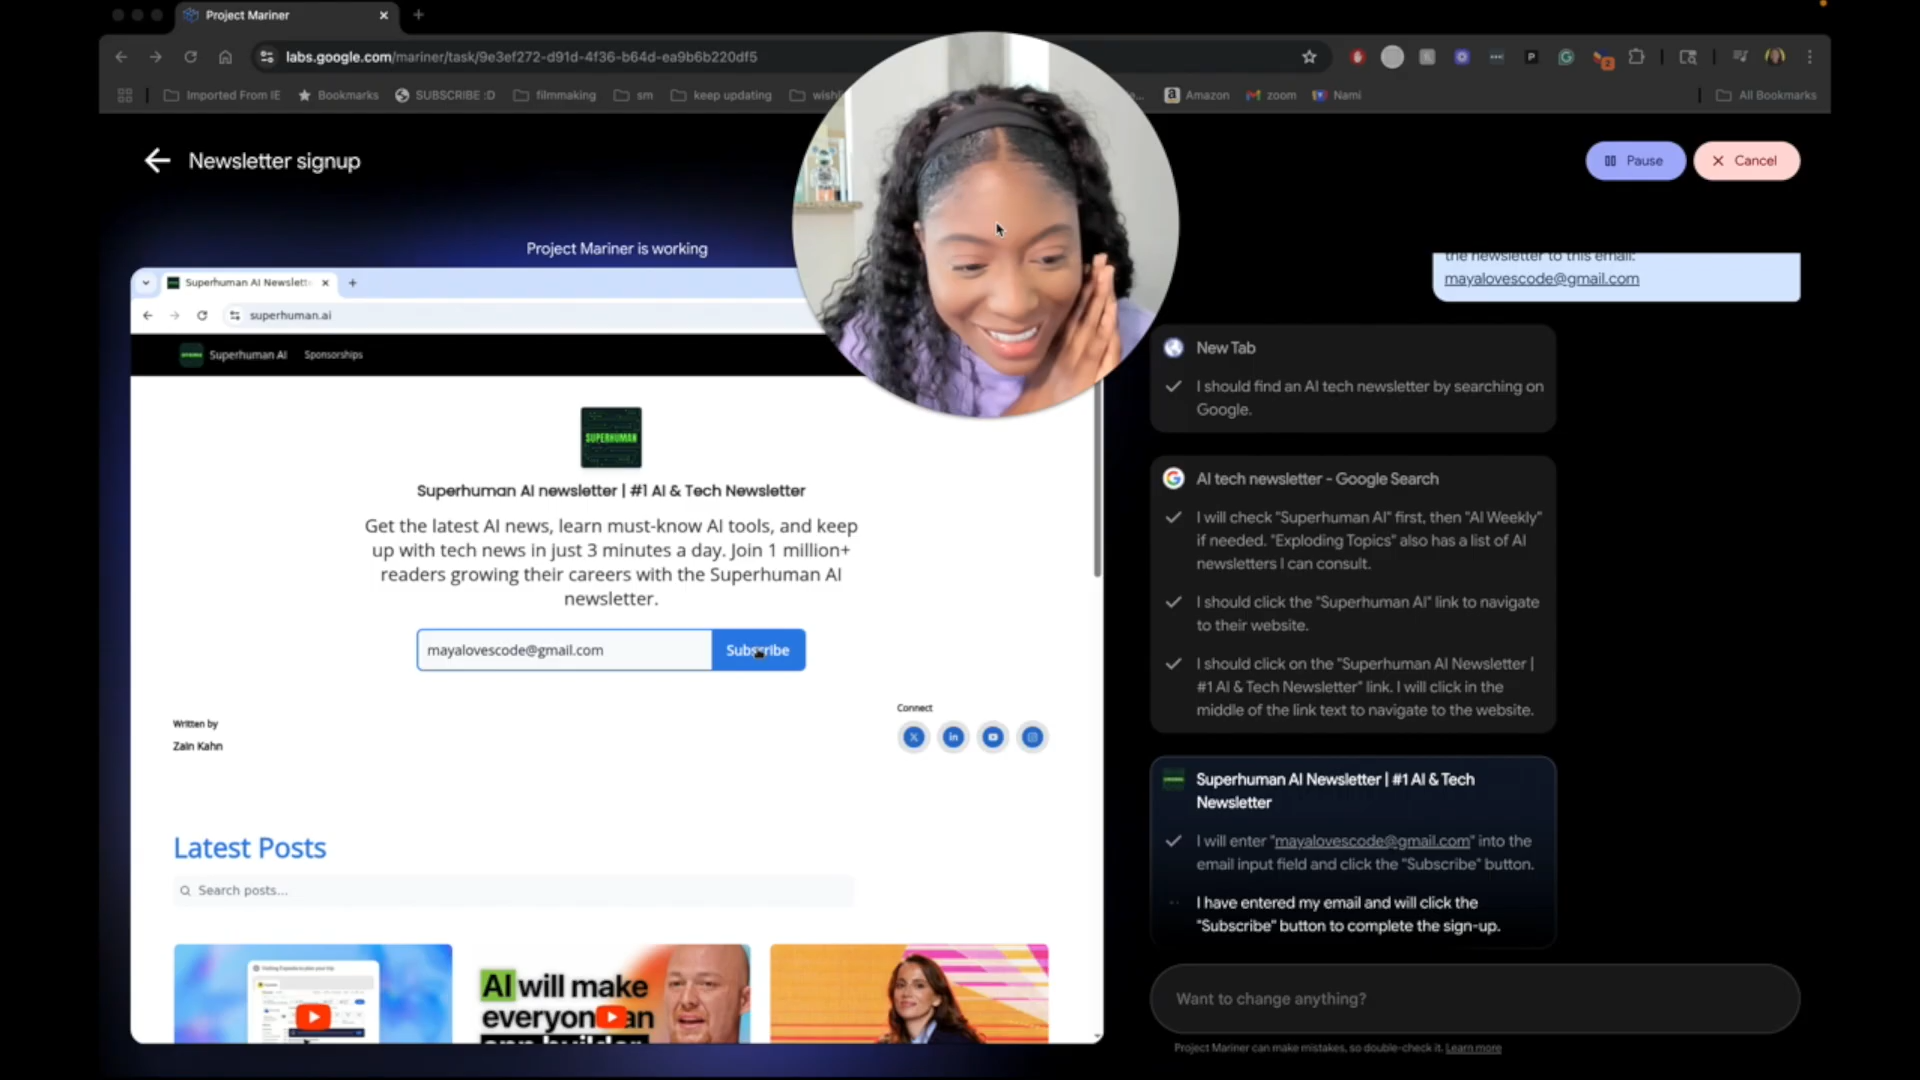 Project Mariner
labs.google.com/mariner/task/9e3ef272-d91d-4f36-b64d-ea9b6b220df5
Imported From IE
Bookmarks
SUBSCRIBE :D
filmmaking
sm
keep updating
Amazon
zoom
Nami
All Bookmarks
Newsletter signup
Pause
Cancel
Project Mariner is working
Superhuman AI Newslett
superhuman.ai
Superhuman AI
Sponsorships
SUPERHUMAN
Superhuman AI newsletter | #1 AI & Tech Newsletter
Get the latest AI news, learn must-know AI tools, and keep
up with tech news in just 3 minutes a day. Join 1 million+
readers growing their careers with the Superhuman AI
newsletter.
mayalovescode@gmail.com
Subscribe
Written by
Zain Kahn
Connect
Latest Posts
Search posts...
AI will make
the newsletter to this email:
mayalovescode@gmail.com
New Tab
I should find an AI tech newsletter by searching on
Google.
AI tech newsletter - Google Search
I will check "Superhuman AI" first, then "AI Weekly"
if needed. "Exploding Topics" also has a list of AI
newsletters I can consult.
I should click the "Superhuman AI" link to navigate
to their website.
I should click on the "Superhuman AI Newsletter |
#1 AI & Tech Newsletter" link. I will click in the
middle of the link text to navigate to the website.
Superhuman AI Newsletter | #1 AI & Tech
Newsletter
I will enter "mayalovescode@gmail.com" into the
email input field and click the "Subscribe" button.
I have entered my email and will click the
"Subscribe" button to complete the sign-up.
Want to change anything?
Project Mariner can make mistakes, so double-check it. Learn more